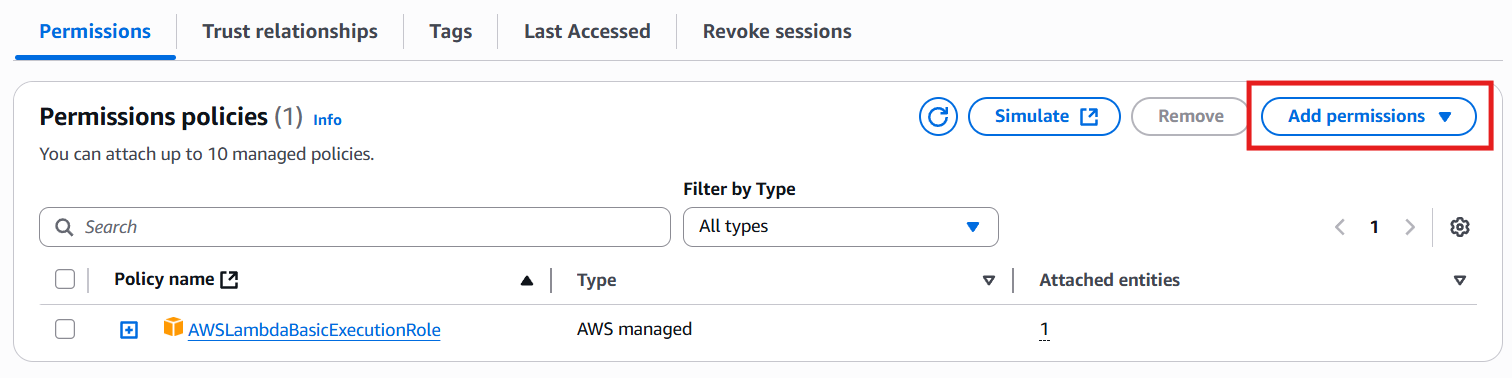 Permissions Trust relationships Tags Last Accessed Revoke sessions
Permissions policies (1) Info
Simulate Remove Add permissions
You can attach up to 10 managed policies.
Filter by Type
Search All types 1
Policy name Type Attached entities
AWSLambdaBasicExecutionRole AWS managed 1